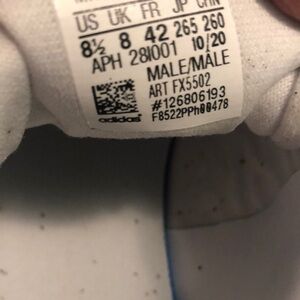 US UK FR JP CHN
8½ 8 42 265 260
APH 28I001 10/20
MALE/MALE
ART FX5502
#126806193
F8522PPh00478
adidas